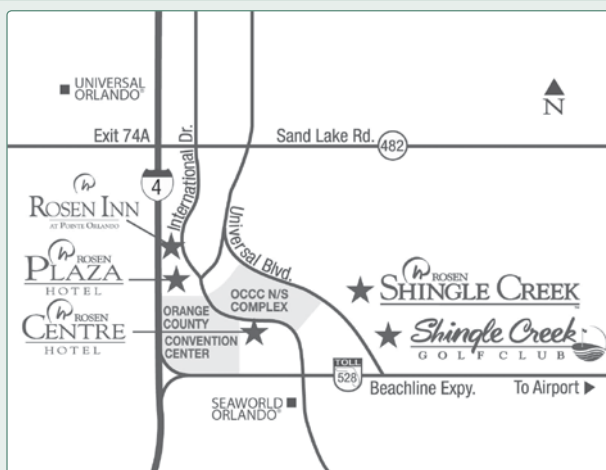 UNIVERSAL
ORLANDO®
N
Exit 74A
Sand Lake Rd.
482
International Dr.
4
ROSEN INN
AT POINTE ORLANDO
Universal Blvd.
ROSEN
PLAZA
HOTEL
OCCC N/S
COMPLEX
ROSEN
SHINGLE CREEK
ORANGE
COUNTY
CONVENTION
CENTER
ROSEN
CENTRE
HOTEL
Shingle Creek
GOLF CLUB
TOLL
528
Beachline Expy.
To Airport
SEAWORLD
ORLANDO®